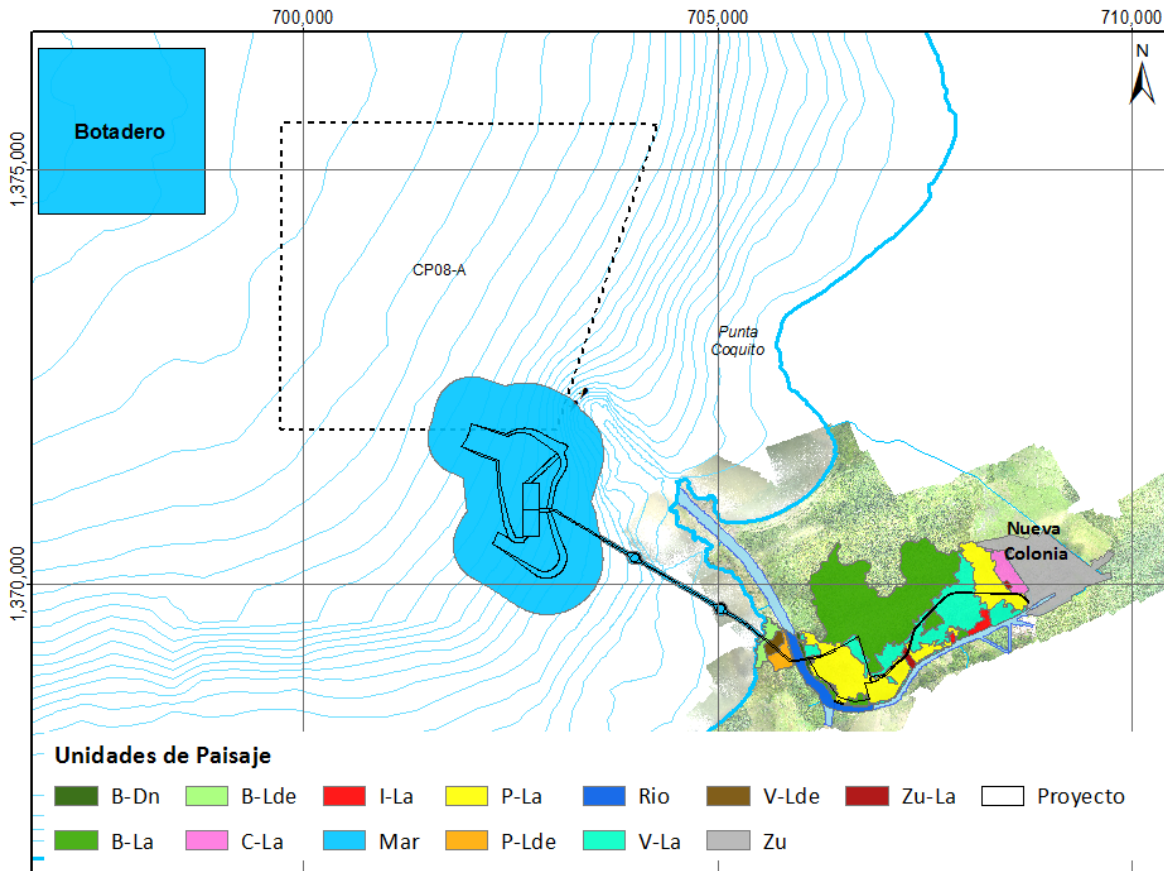 700,000 705,000 710,000
N
Botadero
1,375,000
CP08-A
Punta
Coquito
Nueva
Colonia
1,370,000
Unidades de Paisaje
B-Dn B-Lde I-La P-La Rio V-Lde Zu-La Proyecto
B-La C-La Mar P-Lde V-La Zu